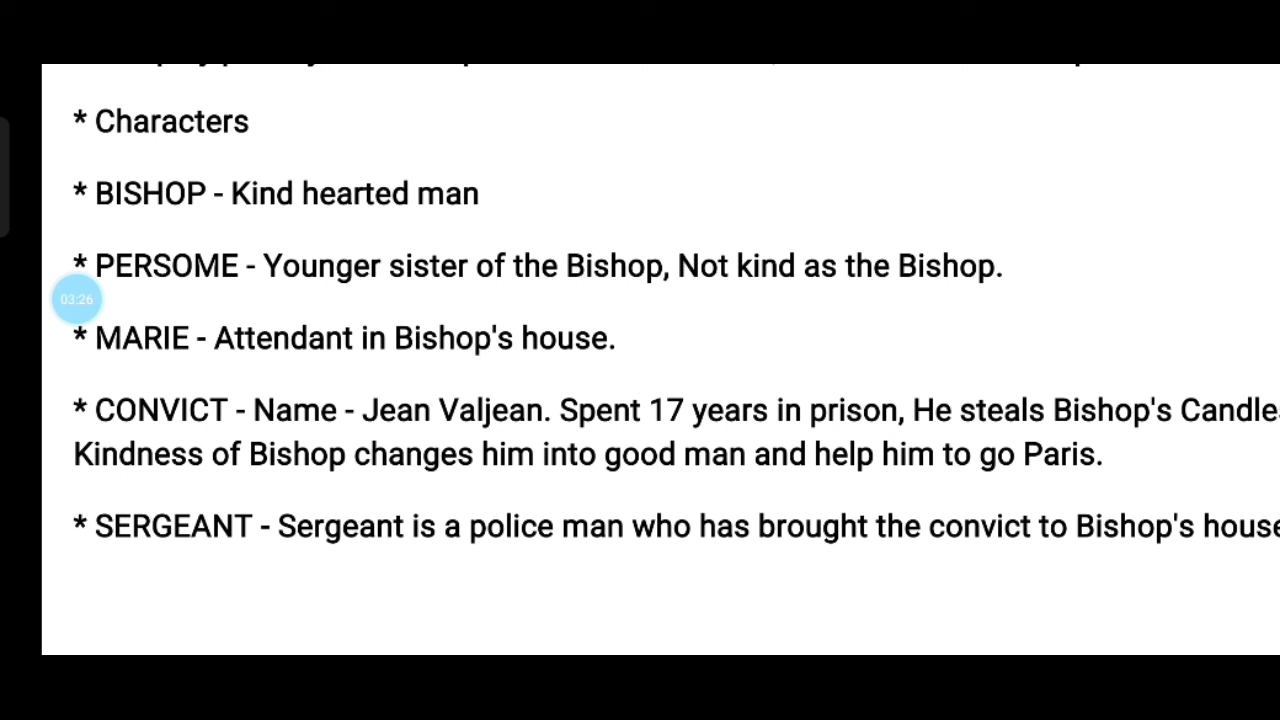 * Characters
* BISHOP - Kind hearted man
* PERSOME - Younger sister of the Bishop, Not kind as the Bishop.
03:26
* MARIE - Attendant in Bishop's house.
* CONVICT - Name - Jean Valjean. Spent 17 years in prison, He steals Bishop's
Kindness of Bishop changes him into good man and help him to go Paris.
* SERGEANT - Sergeant is a police man who has brought the convict to Bishop's